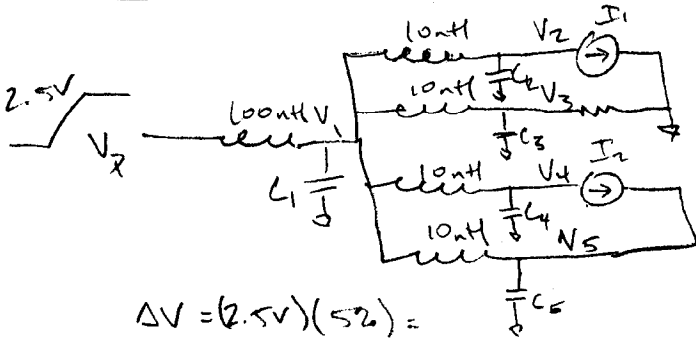 10nH V2 I1
2.5V
C2
10nH V3
100nH V1
C3
I2
10nH V4
C1
C4
10nH V5
C5
ΔV = (2.5V)(5%) =